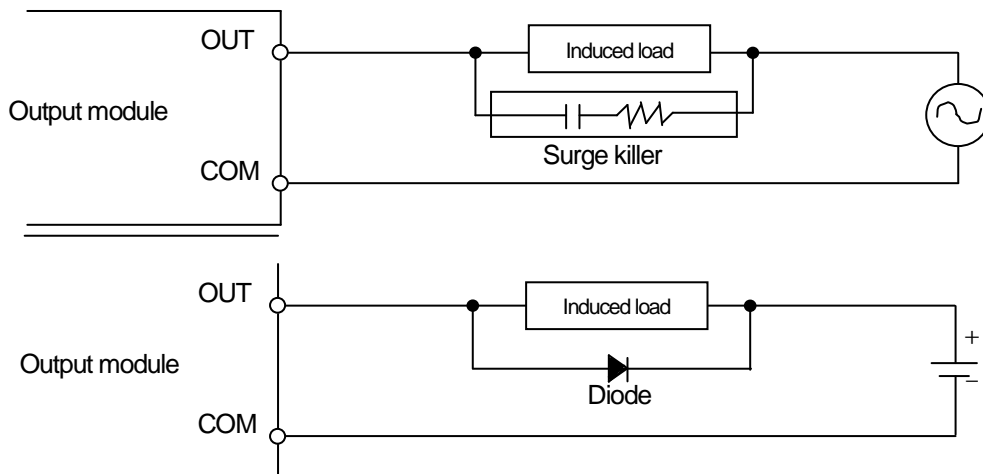 OUT
Induced load
Output module
Surge killer
COM
OUT
Induced load
+
Output module
−
Diode
COM